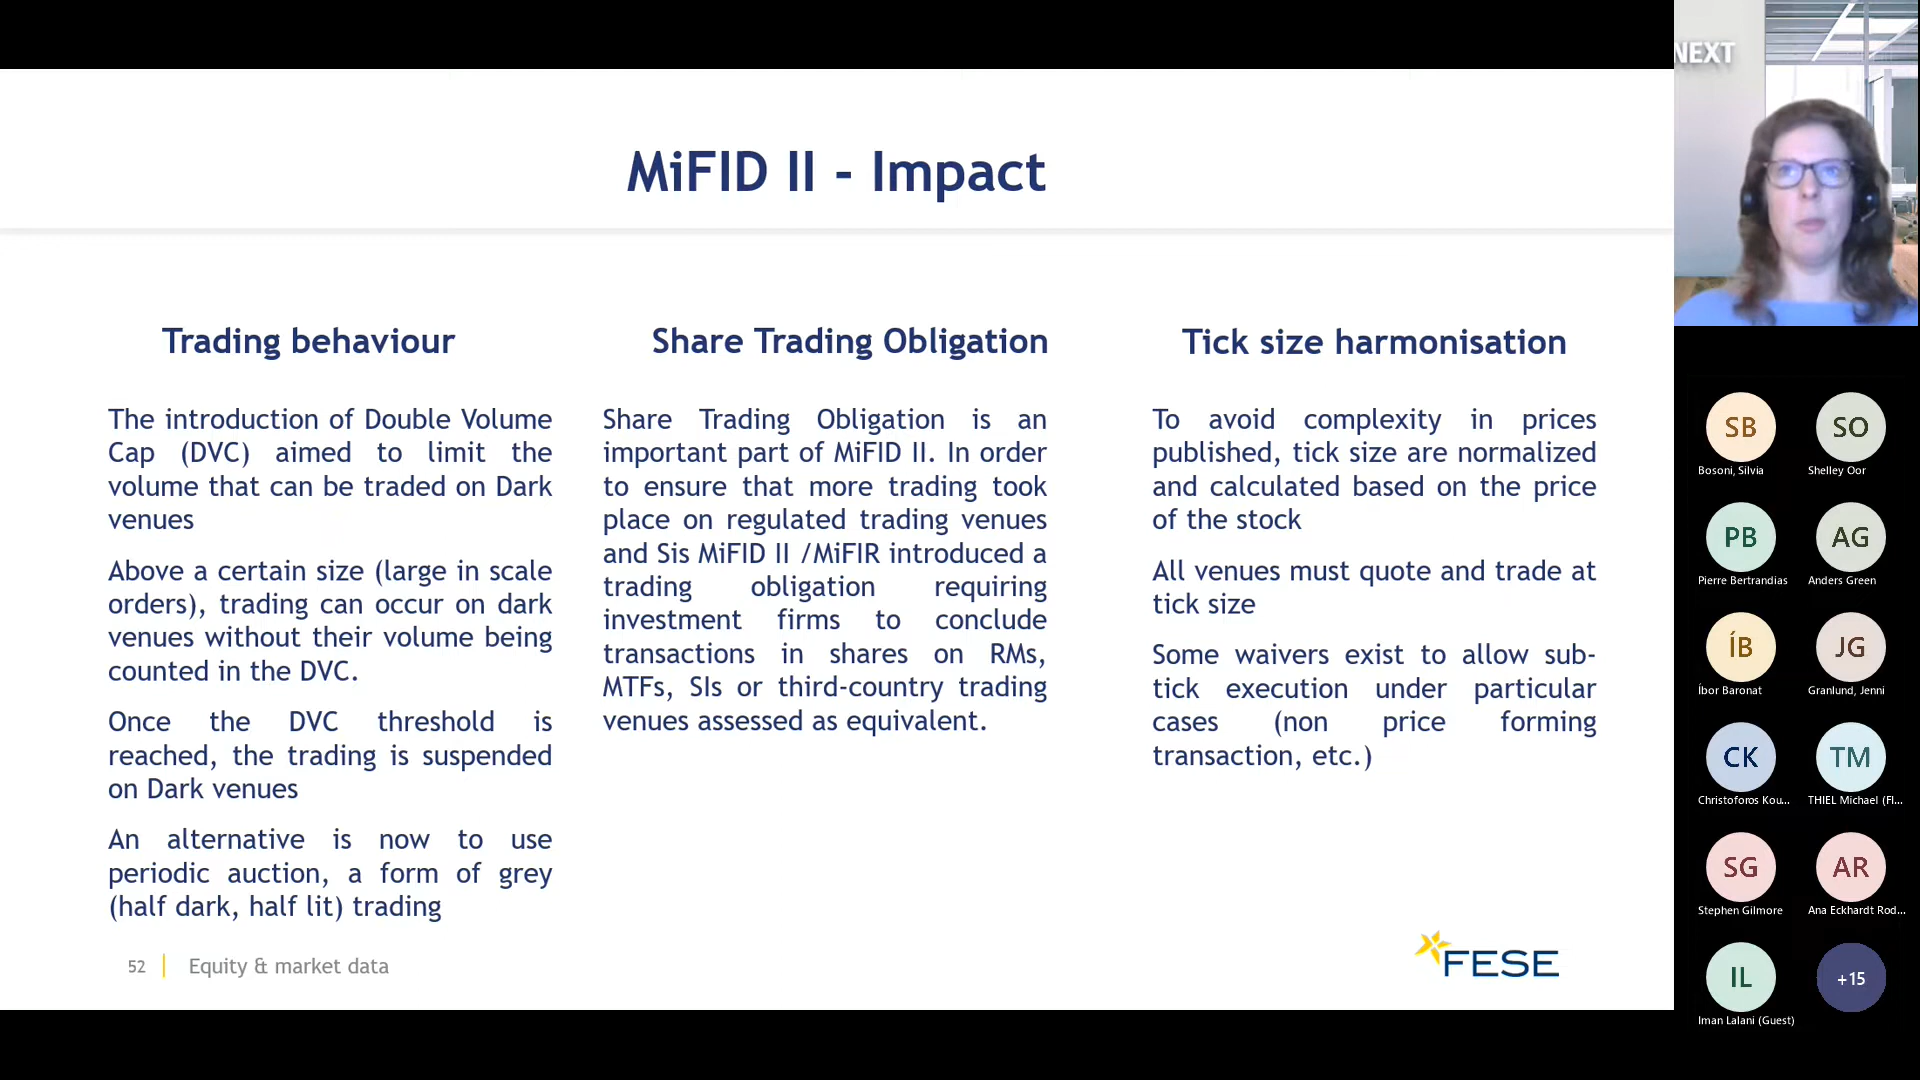 MiFID II - Impact
Trading behaviour
The introduction of Double Volume
Cap (DVC) aimed to limit the
volume that can be traded on Dark
venues
Above a certain size (large in scale
orders), trading can occur on dark
venues without their volume being
counted in the DVC.
Once the DVC threshold is
reached, the trading is suspended
on Dark venues
An alternative is now to use
periodic auction, a form of grey
(half dark, half lit) trading
Share Trading Obligation
Share Trading Obligation is an
important part of MiFID II. In order
to ensure that more trading took
place on regulated trading venues
and Sis MiFID II /MiFIR introduced a
trading obligation requiring
investment firms to conclude
transactions in shares on RMs,
MTFs, SIs or third-country trading
venues assessed as equivalent.
Tick size harmonisation
To avoid complexity in prices
published, tick size are normalized
and calculated based on the price
of the stock
All venues must quote and trade at
tick size
Some waivers exist to allow sub-
tick execution under particular
cases (non price forming
transaction, etc.)
52
Equity & market data
FESE
NEXT
SB
SO
Bosoni, Silvia
Shelley Oor
PB
AG
Pierre Bertrandias
Anders Green
ÍB
JG
Íbor Baronat
Granlund, Jenni
CK
TM
Christoforos Kou...
THIEL Michael (FI...
SG
AR
Stephen Gilmore
Ana Eckhardt Rod...
IL
+15
Iman Lalani (Guest)